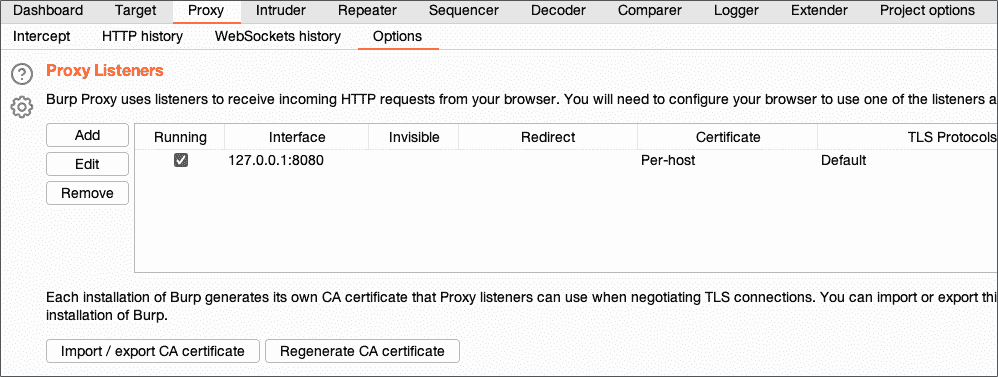 Dashboard Target Proxy Intruder Repeater Sequencer Decoder Comparer Logger Extender Project options
Intercept HTTP history WebSockets history Options
Proxy Listeners
Burp Proxy uses listeners to receive incoming HTTP requests from your browser. You will need to configure your browser to use one of the listeners a
Add
Running Interface Invisible Redirect Certificate TLS Protocols
127.0.0.1:8080 Per-host Default
Edit
Remove
Each installation of Burp generates its own CA certificate that Proxy listeners can use when negotiating TLS connections. You can import or export thi
installation of Burp.
Import / export CA certificate Regenerate CA certificate